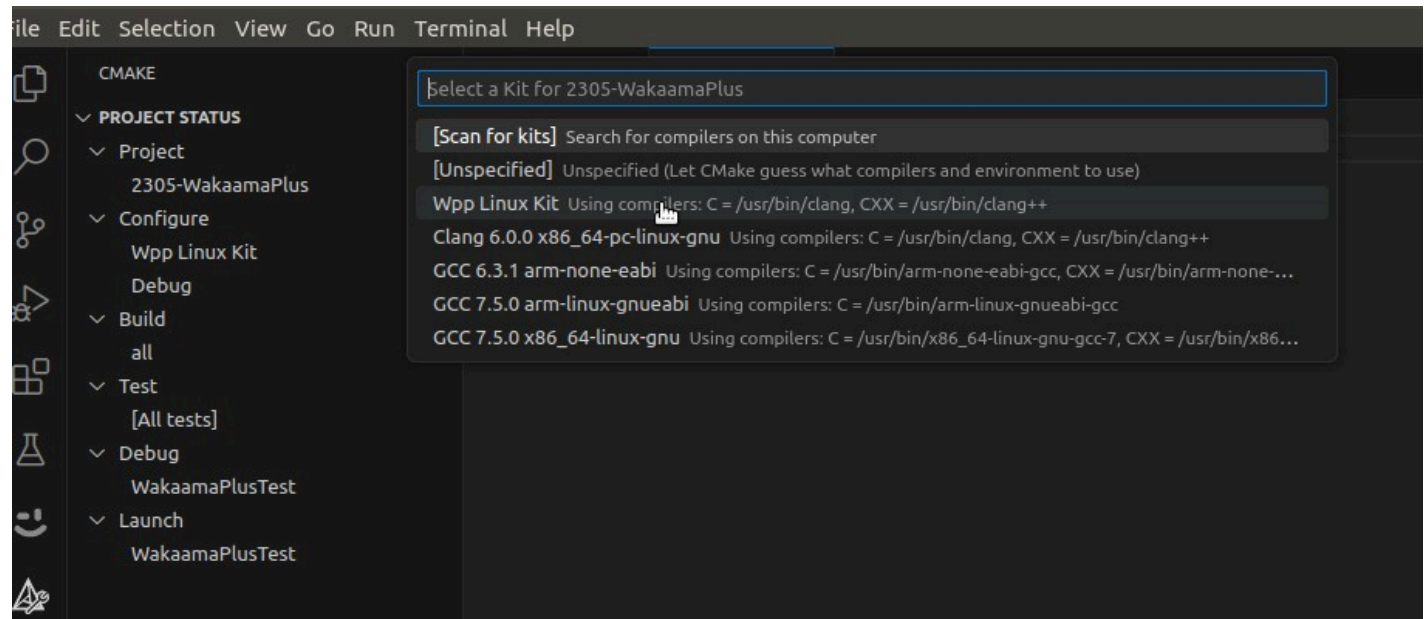 ile Edit Selection View Go Run Terminal Help
CMAKE
PROJECT STATUS
Project
2305-WakaamaPlus
Configure
Wpp Linux Kit
Debug
Build
all
Test
[All tests]
Debug
WakaamaPlusTest
Launch
WakaamaPlusTest
Select a Kit for 2305-WakaamaPlus
[Scan for kits] Search for compilers on this computer
[Unspecified] Unspecified (Let CMake guess what compilers and environment to use)
Wpp Linux Kit Using compilers: C = /usr/bin/clang, CXX = /usr/bin/clang++
Clang 6.0.0 x86_64-pc-linux-gnu Using compilers: C = /usr/bin/clang, CXX = /usr/bin/clang++
GCC 6.3.1 arm-none-eabi Using compilers: C = /usr/bin/arm-none-eabi-gcc, CXX = /usr/bin/arm-none-...
GCC 7.5.0 arm-linux-gnueabi Using compilers: C = /usr/bin/arm-linux-gnueabi-gcc
GCC 7.5.0 x86_64-linux-gnu Using compilers: C = /usr/bin/x86_64-linux-gnu-gcc-7, CXX = /usr/bin/x86...